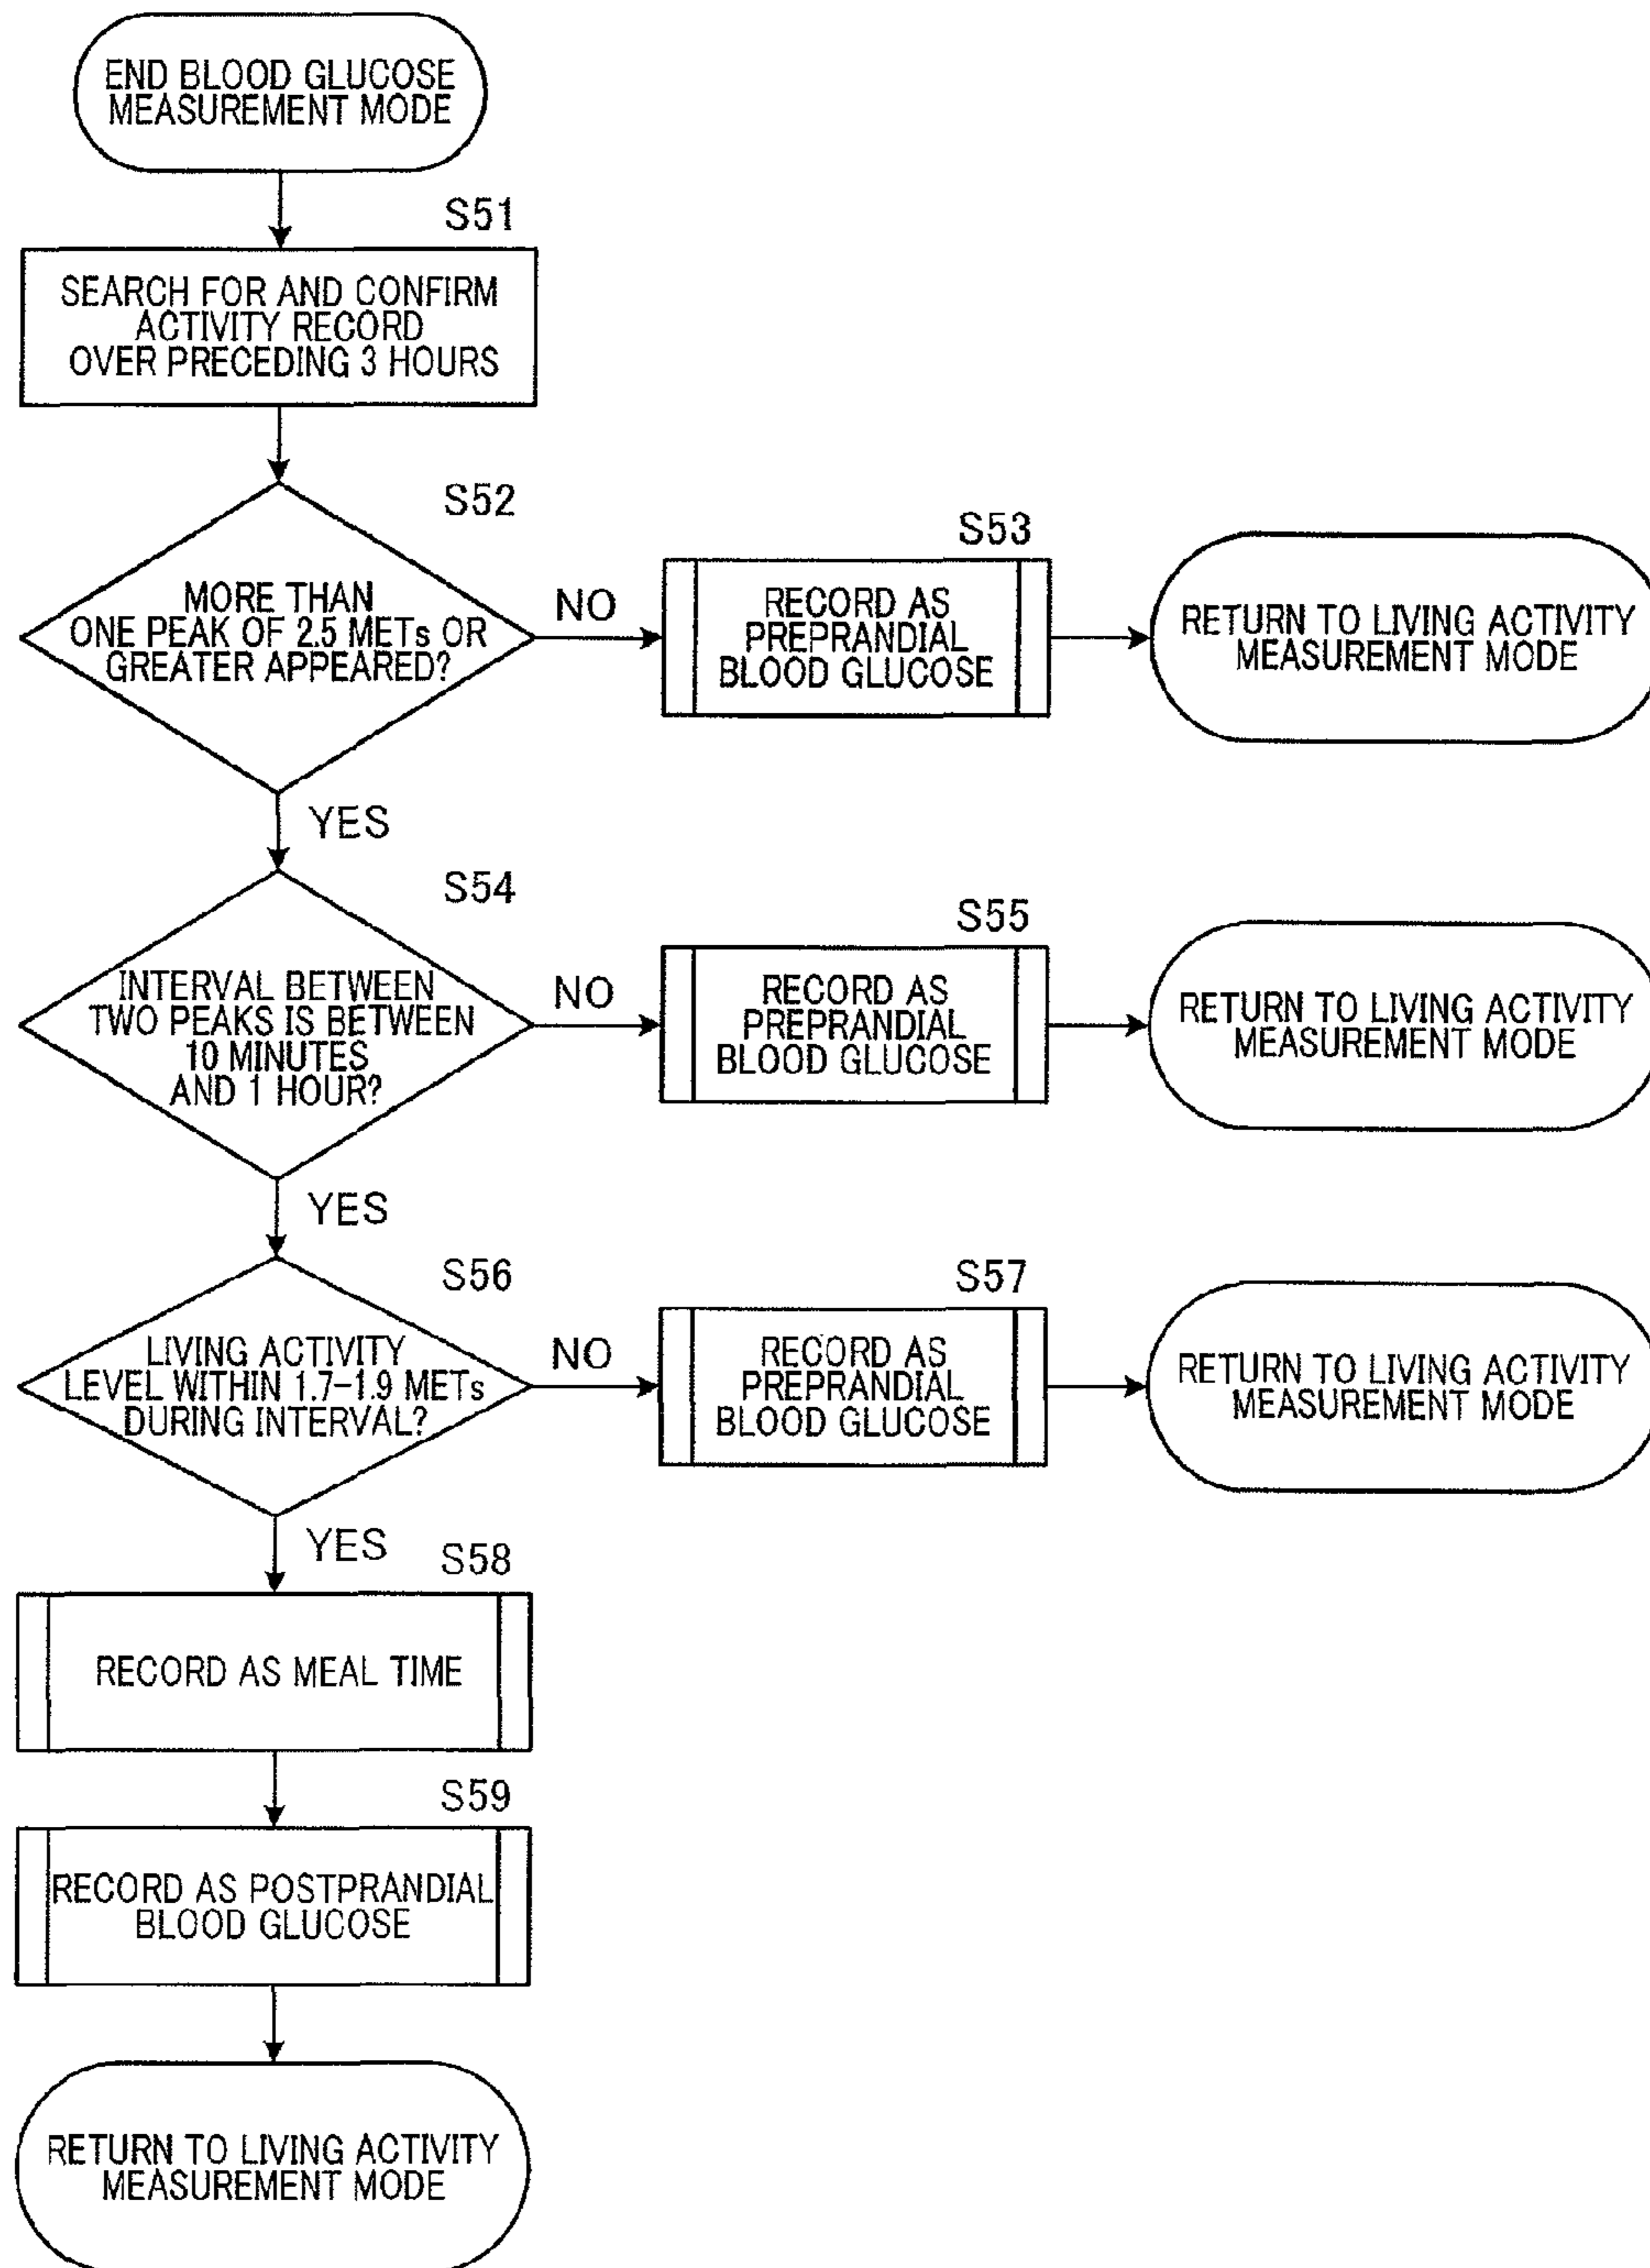 END BLOOD GLUCOSE
MEASUREMENT MODE
S51
SEARCH FOR AND CONFIRM
ACTIVITY RECORD
OVER PRECEDING 3 HOURS
S52
MORE THAN
ONE PEAK OF 2.5 METs OR
GREATER APPEARED?
NO
S53
RECORD AS
PREPRANDIAL
BLOOD GLUCOSE
RETURN TO LIVING ACTIVITY
MEASUREMENT MODE
YES
S54
INTERVAL BETWEEN
TWO PEAKS IS BETWEEN
10 MINUTES
AND 1 HOUR?
NO
S55
RECORD AS
PREPRANDIAL
BLOOD GLUCOSE
RETURN TO LIVING ACTIVITY
MEASUREMENT MODE
YES
S56
LIVING ACTIVITY
LEVEL WITHIN 1.7-1.9 METs
DURING INTERVAL?
NO
S57
RECORD AS
PREPRANDIAL
BLOOD GLUCOSE
RETURN TO LIVING ACTIVITY
MEASUREMENT MODE
YES
S58
RECORD AS MEAL TIME
S59
RECORD AS POSTPRANDIAL
BLOOD GLUCOSE
RETURN TO LIVING ACTIVITY
MEASUREMENT MODE